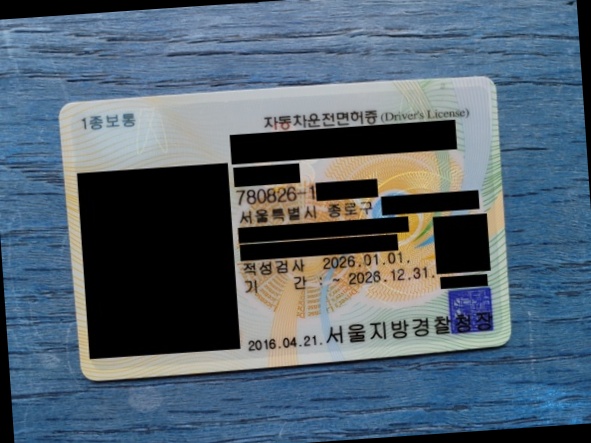 1종보통
자동차운전면허증 (Driver's License)
780826-1
서울특별시 종로구
적성검사 2026.01.01.
기 간 : ~ 2026.12.31.
2016.04.21. 서울지방경찰청장